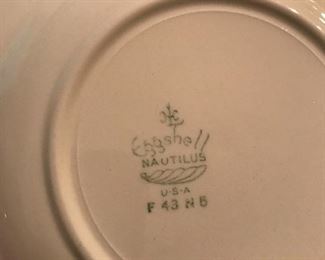 Eggshell
NAUTILUS
U·S·A
F 43 N 5